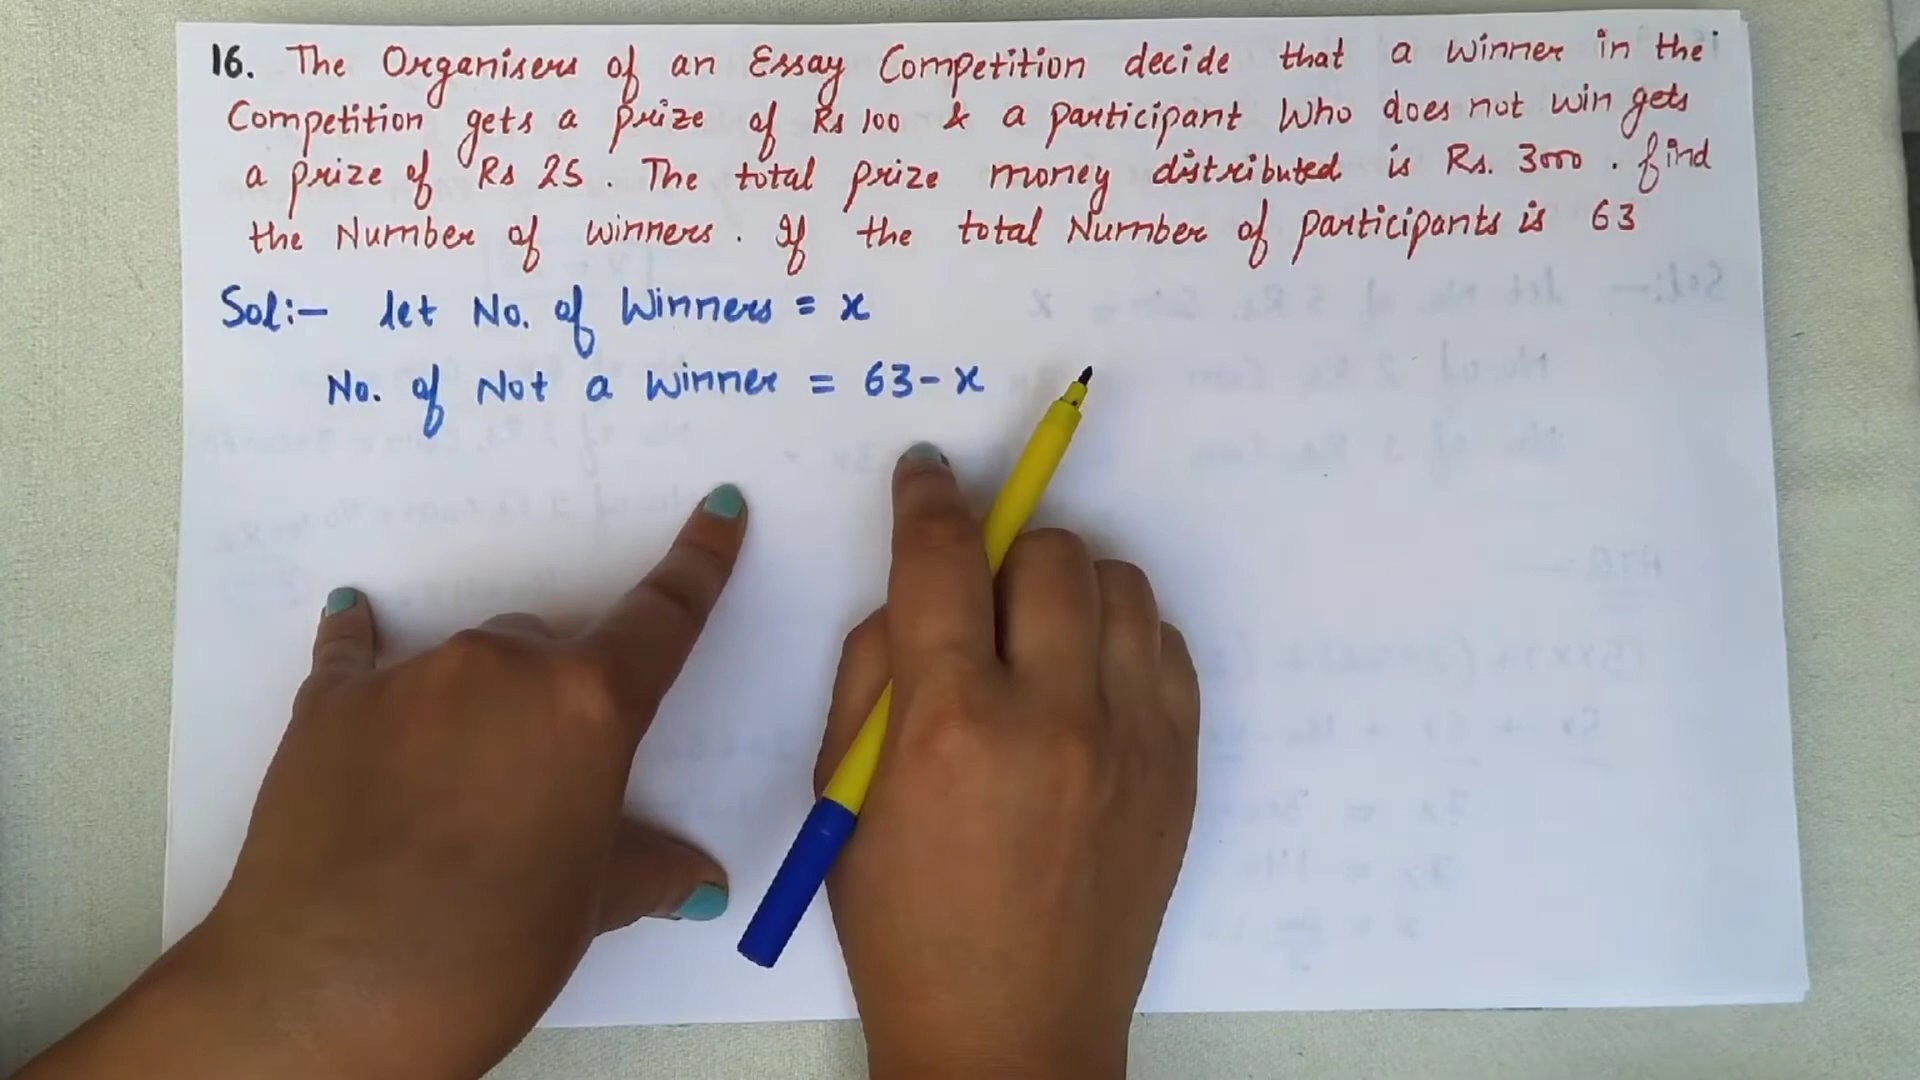 16. The Organisers of an Essay Competition decide that a winner in the
Competition gets a prize of Rs 100 & a participant Who does not win gets
a prize of Rs 25. The total prize money distributed is Rs. 3000. find
the Number of winners. If the total Number of participants is 63
Sol:- let No. of Winners = x
No. of Not a winner = 63-x